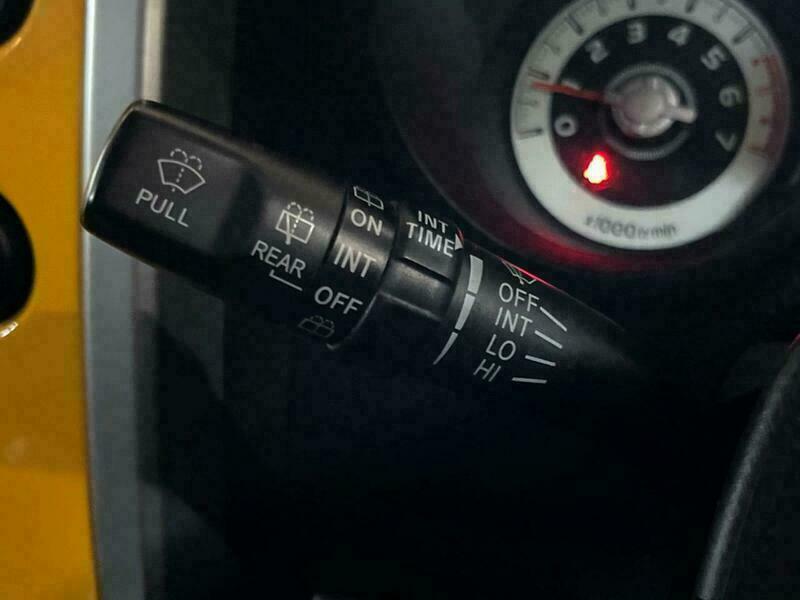 PULL
REAR
ON
INT
OFF
INT
TIME
OFF
INT
LO
HI
0
1
2
3
4
5
6
7
x1000r/min